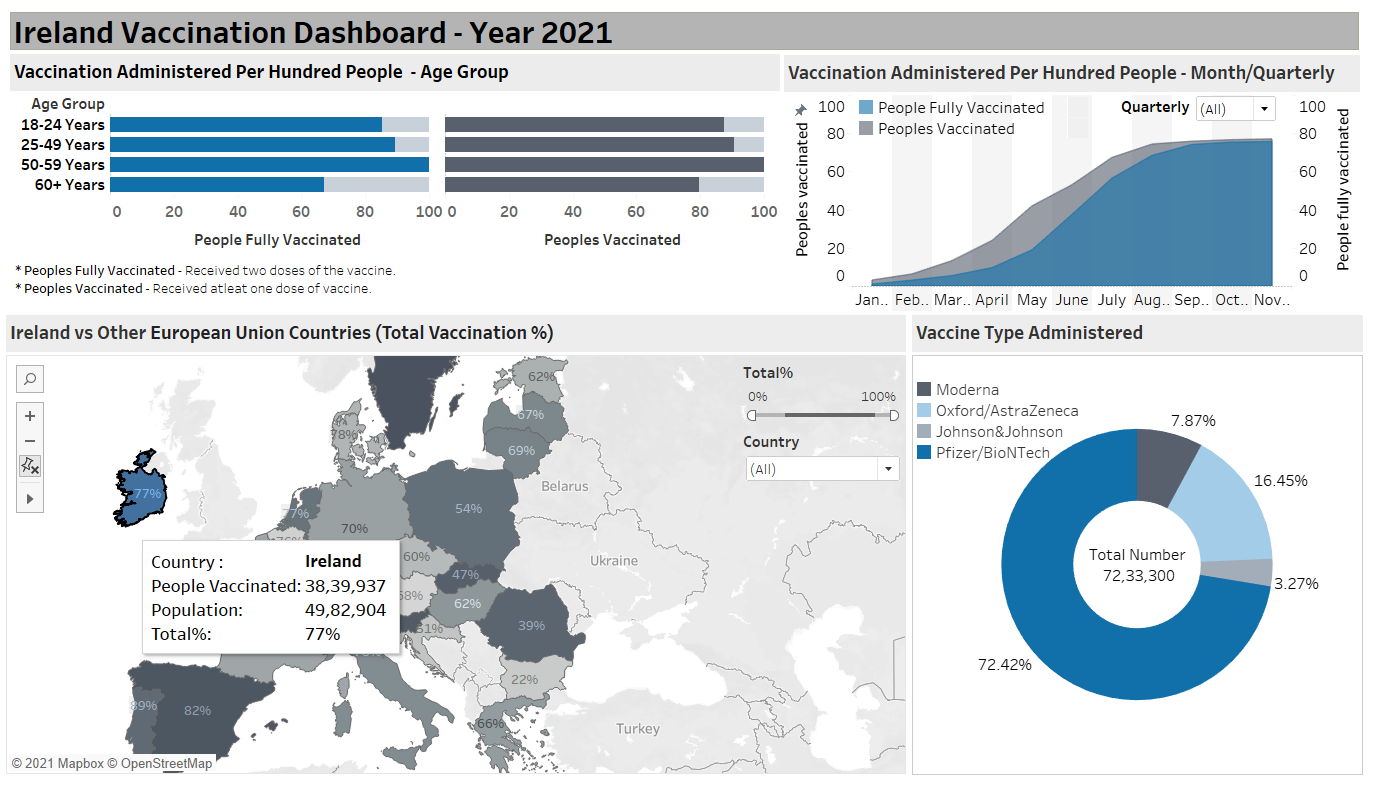 Ireland Vaccination Dashboard - Year 2021
Vaccination Administered Per Hundred People - Age Group
Age Group
18-24 Years
25-49 Years
50-59 Years
60+ Years
0 20 40 60 80 100
People Fully Vaccinated
0 20 40 60 80 100
Peoples Vaccinated
* Peoples Fully Vaccinated - Received two doses of the vaccine.
* Peoples Vaccinated - Received atleat one dose of vaccine.
Vaccination Administered Per Hundred People - Month/Quarterly
People Fully Vaccinated
Peoples Vaccinated
Quarterly
(All)
Peoples vaccinated
100
80
60
40
20
0
100
80
60
40
20
0
People fully vaccinated
Jan.. Feb.. Mar.. April May June July Aug.. Sep.. Oct.. Nov..
Ireland vs Other European Union Countries (Total Vaccination %)
Total%
0% 100%
Country
(All)
62%
67%
78%
69%
77%
Belarus
54%
77%
70%
76%
60%
Ukraine
47%
68%
62%
39%
22%
89%
82%
66%
Turkey
Country : Ireland
People Vaccinated: 38,39,937
Population: 49,82,904
Total%: 77%
© 2021 Mapbox © OpenStreetMap
Vaccine Type Administered
Moderna
Oxford/AstraZeneca
Johnson&Johnson
Pfizer/BioNTech
7.87%
16.45%
3.27%
72.42%
Total Number
72,33,300